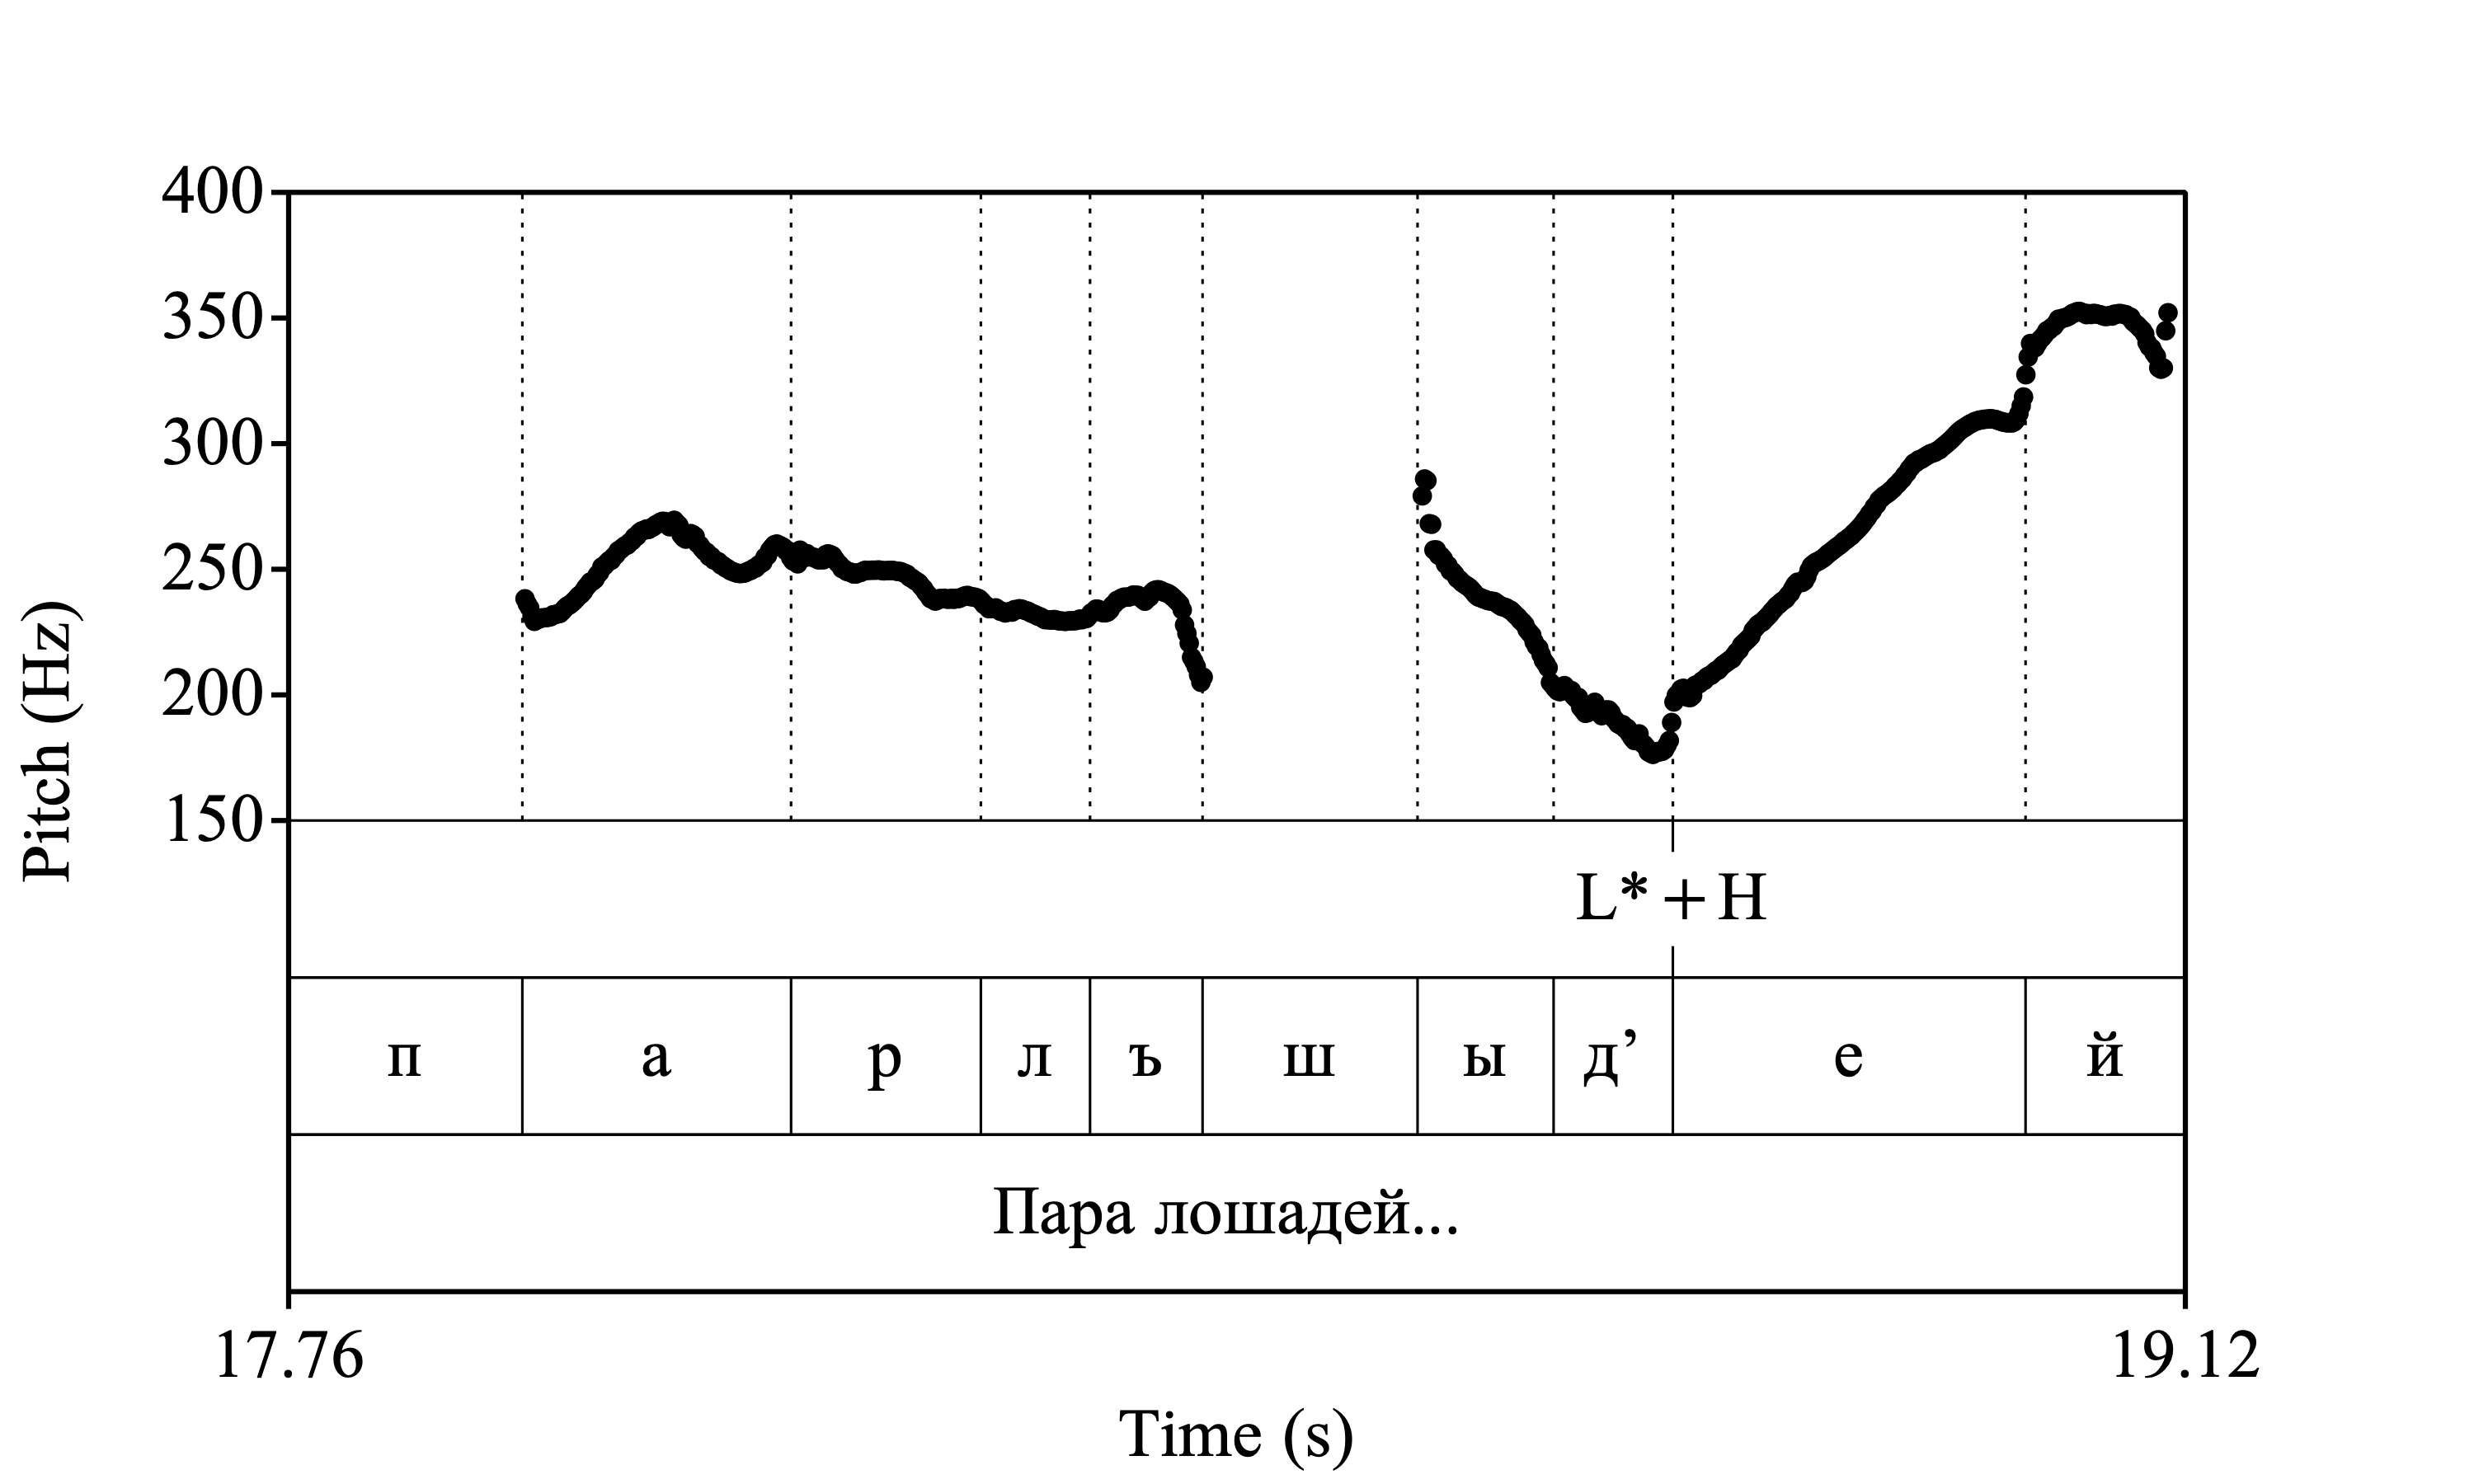 400
350
300
250
200
150
Pitch (Hz)
L*+H
п а р л ъ ш ы д’ е й
Пара лошадей...
17.76 19.12
Time (s)